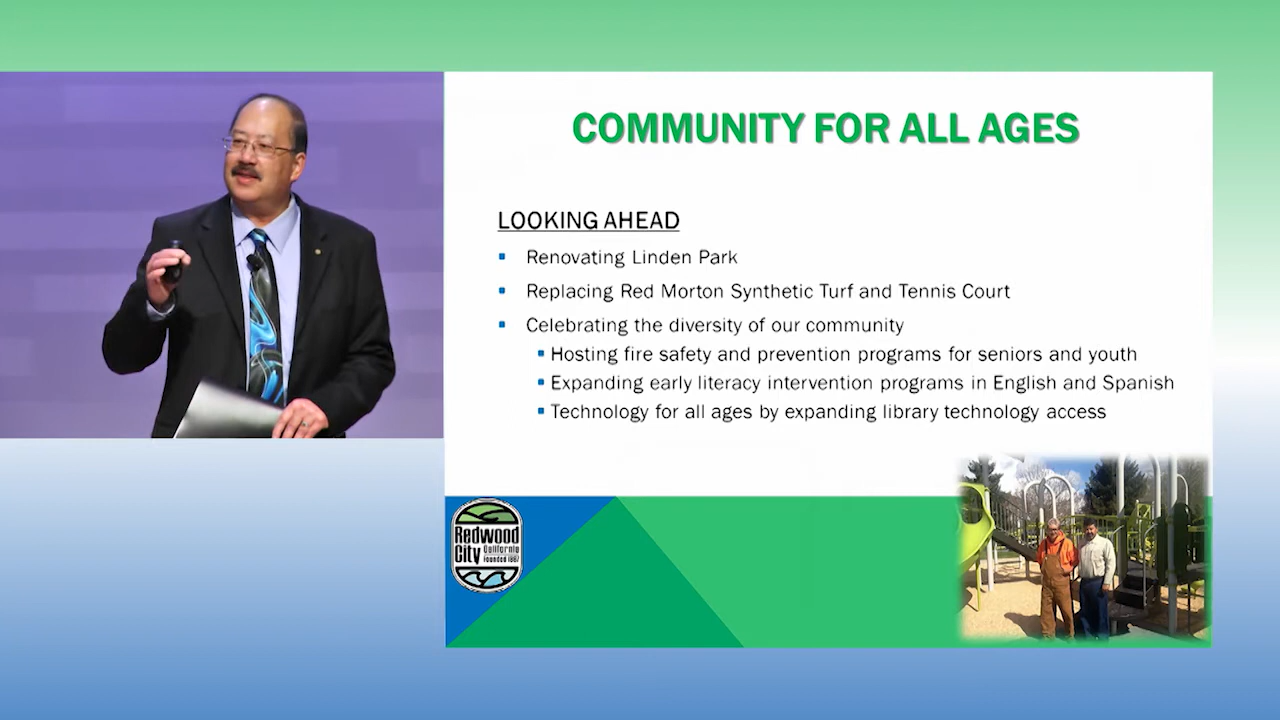 COMMUNITY FOR ALL AGES
LOOKING AHEAD
Renovating Linden Park
Replacing Red Morton Synthetic Turf and Tennis Court
Celebrating the diversity of our community
Hosting fire safety and prevention programs for seniors and youth
Expanding early literacy intervention programs in English and Spanish
Technology for all ages by expanding library technology access
Redwood
City California
Founded 1867